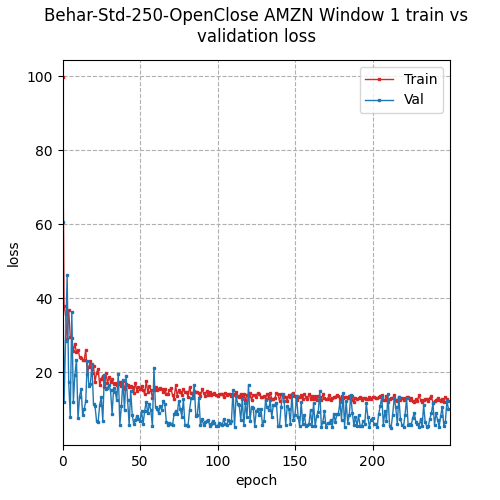 Behar-Std-250-OpenClose AMZN Window 1 train vs
validation loss
Train
Val
100
80
60
40
20
loss
0 50 100 150 200
epoch